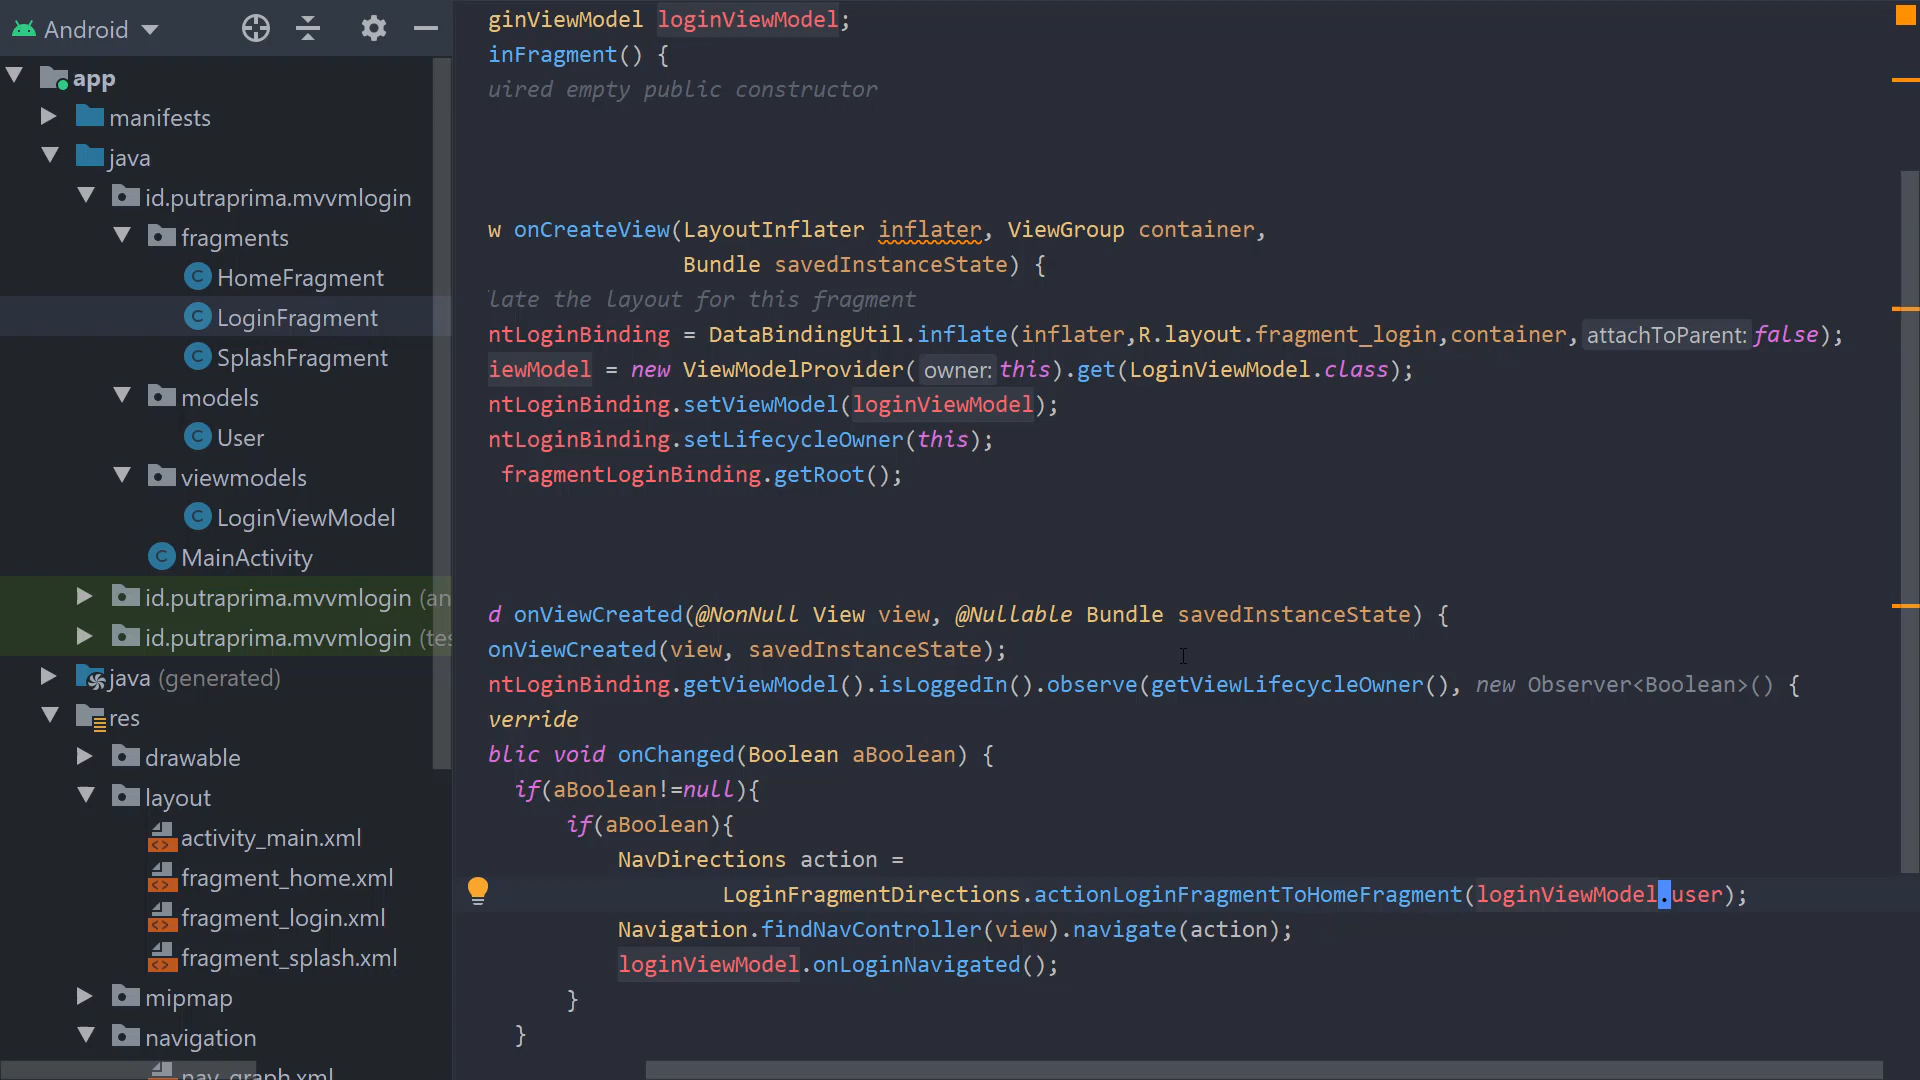 Android
app
manifests
java
id.putraprima.mvvmlogin
fragments
HomeFragment
LoginFragment
SplashFragment
models
User
viewmodels
LoginViewModel
MainActivity
id.putraprima.mvvmlogin (an
id.putraprima.mvvmlogin (tes
java (generated)
res
drawable
layout
activity_main.xml
fragment_home.xml
fragment_login.xml
fragment_splash.xml
mipmap
navigation
nav_graph.xml
ginViewModel loginViewModel;
inFragment() {
uired empty public constructor
w onCreateView(LayoutInflater inflater, ViewGroup container,
Bundle savedInstanceState) {
late the layout for this fragment
ntLoginBinding = DataBindingUtil.inflate(inflater,R.layout.fragment_login,container, attachToParent: false);
iewModel = new ViewModelProvider( owner: this).get(LoginViewModel.class);
ntLoginBinding.setViewModel(loginViewModel);
ntLoginBinding.setLifecycleOwner(this);
fragmentLoginBinding.getRoot();
d onViewCreated(@NonNull View view, @Nullable Bundle savedInstanceState) {
onViewCreated(view, savedInstanceState);
ntLoginBinding.getViewModel().isLoggedIn().observe(getViewLifecycleOwner(), new Observer<Boolean>() {
verride
blic void onChanged(Boolean aBoolean) {
if(aBoolean!=null){
if(aBoolean){
NavDirections action =
LoginFragmentDirections.actionLoginFragmentToHomeFragment(loginViewModel.user);
Navigation.findNavController(view).navigate(action);
loginViewModel.onLoginNavigated();
}
}